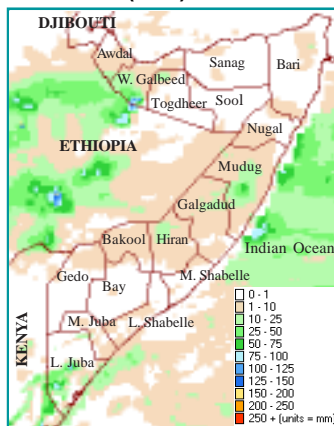 DJIBOUTI
Awdal
Sanag
Bari
W. Galbeed
Togdheer
Sool
Nugal
ETHIOPIA
Mudug
Galgadud
Bakool
Hiran
Indian Ocean
Gedo
Bay
M. Shabelle
M. Juba
L. Shabelle
KENYA
L. Juba
0 - 1
1 - 10
10 - 25
25 - 50
50 - 75
75 - 100
100 - 125
125 - 150
150 - 200
200 - 250
250 + (units = mm)